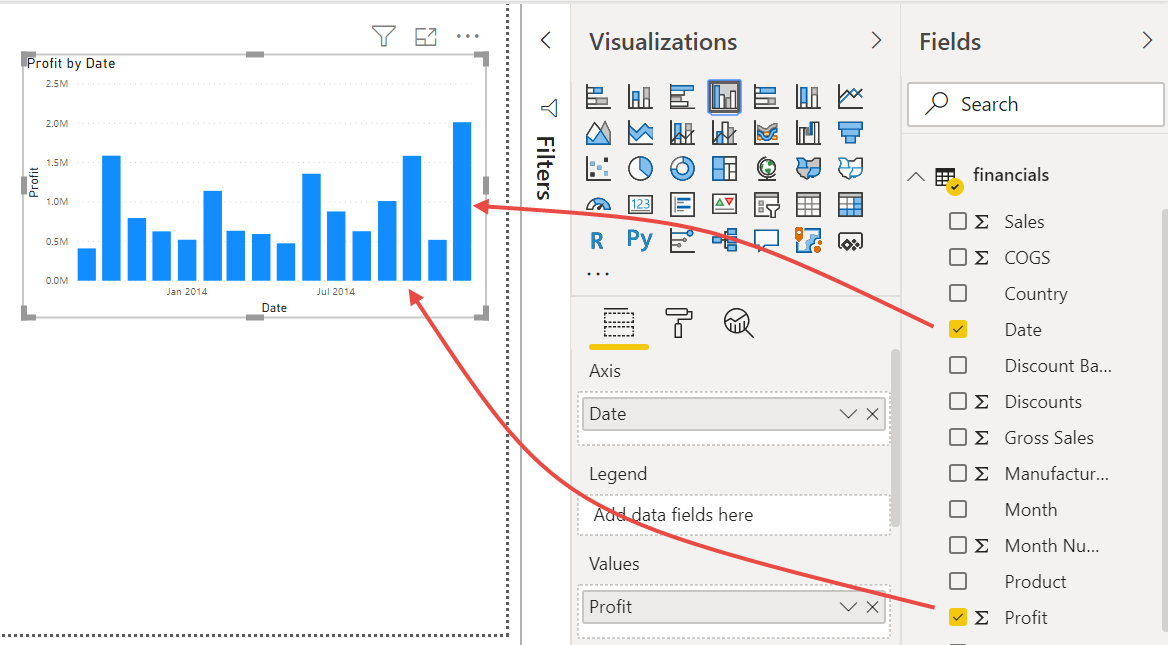 Profit by Date
2.5M
2.0M
1.5M
1.0M
0.5M
0.0M
Profit
Jan 2014
Jul 2014
Date
Filters
Visualizations
123
R
Py
...
Axis
Date
Legend
Add data fields here
Values
Profit
Fields
Search
financials
Σ Sales
Σ COGS
Country
Date
Discount Ba...
Σ Discounts
Σ Gross Sales
Σ Manufactur...
Month
Σ Month Nu...
Product
Σ Profit